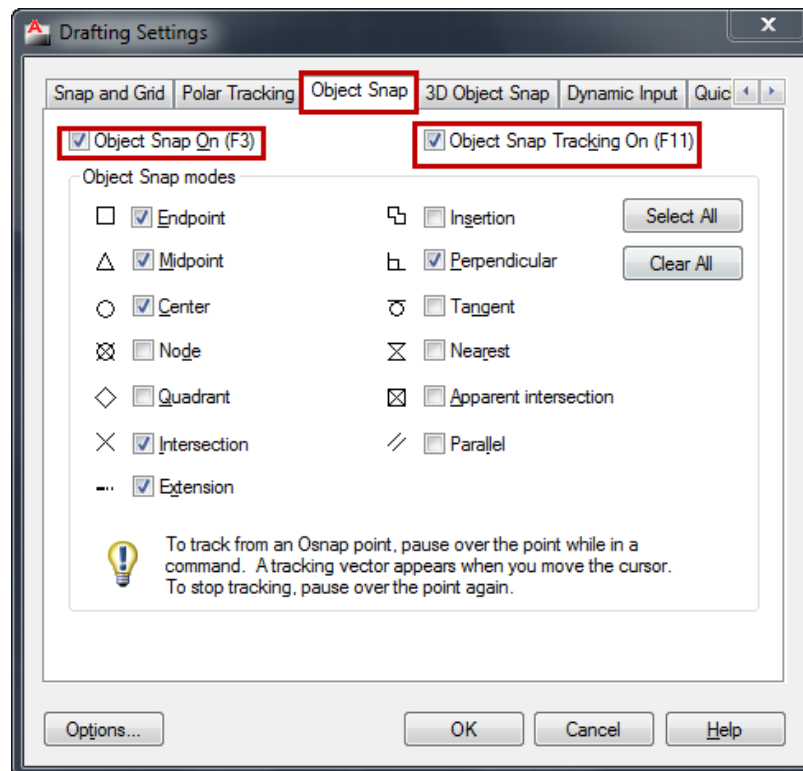 Drafting Settings
X
Snap and Grid Polar Tracking Object Snap 3D Object Snap Dynamic Input Quic
Object Snap On (F3) Object Snap Tracking On (F11)
Object Snap modes
Endpoint Insertion Select All
Midpoint Perpendicular Clear All
Center Tangent
Node Nearest
Quadrant Apparent intersection
Intersection Parallel
Extension
To track from an Osnap point, pause over the point while in a
command. A tracking vector appears when you move the cursor.
To stop tracking, pause over the point again.
Options... OK Cancel Help